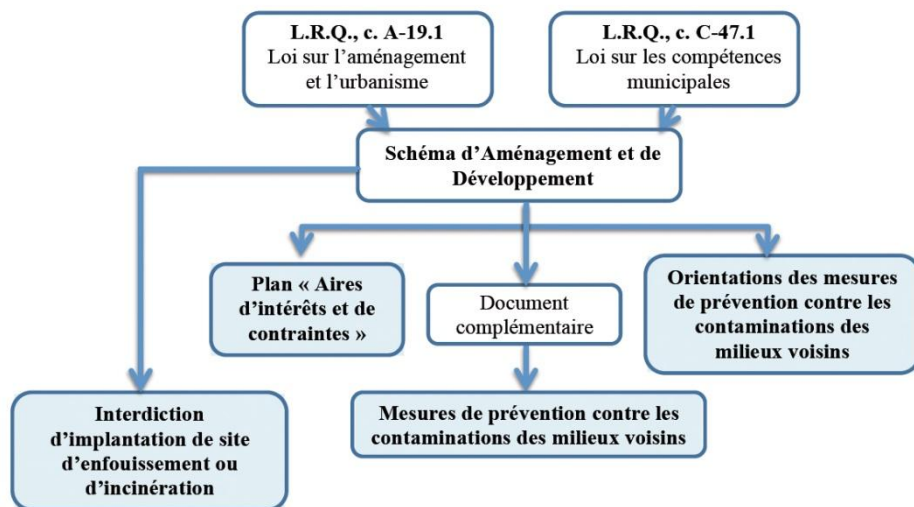 L.R.Q., c. A-19.1
Loi sur l’aménagement
et l’urbanisme
L.R.Q., c. C-47.1
Loi sur les compétences
municipales
Schéma d’Aménagement et de
Développement
Plan « Aires
d’intérêts et de
contraintes »
Document
complémentaire
Orientations des mesures
de prévention contre les
contaminations des
milieux voisins
Interdiction
d’implantation de site
d’enfouissement ou
d’incinération
Mesures de prévention contre les
contaminations des milieux voisins